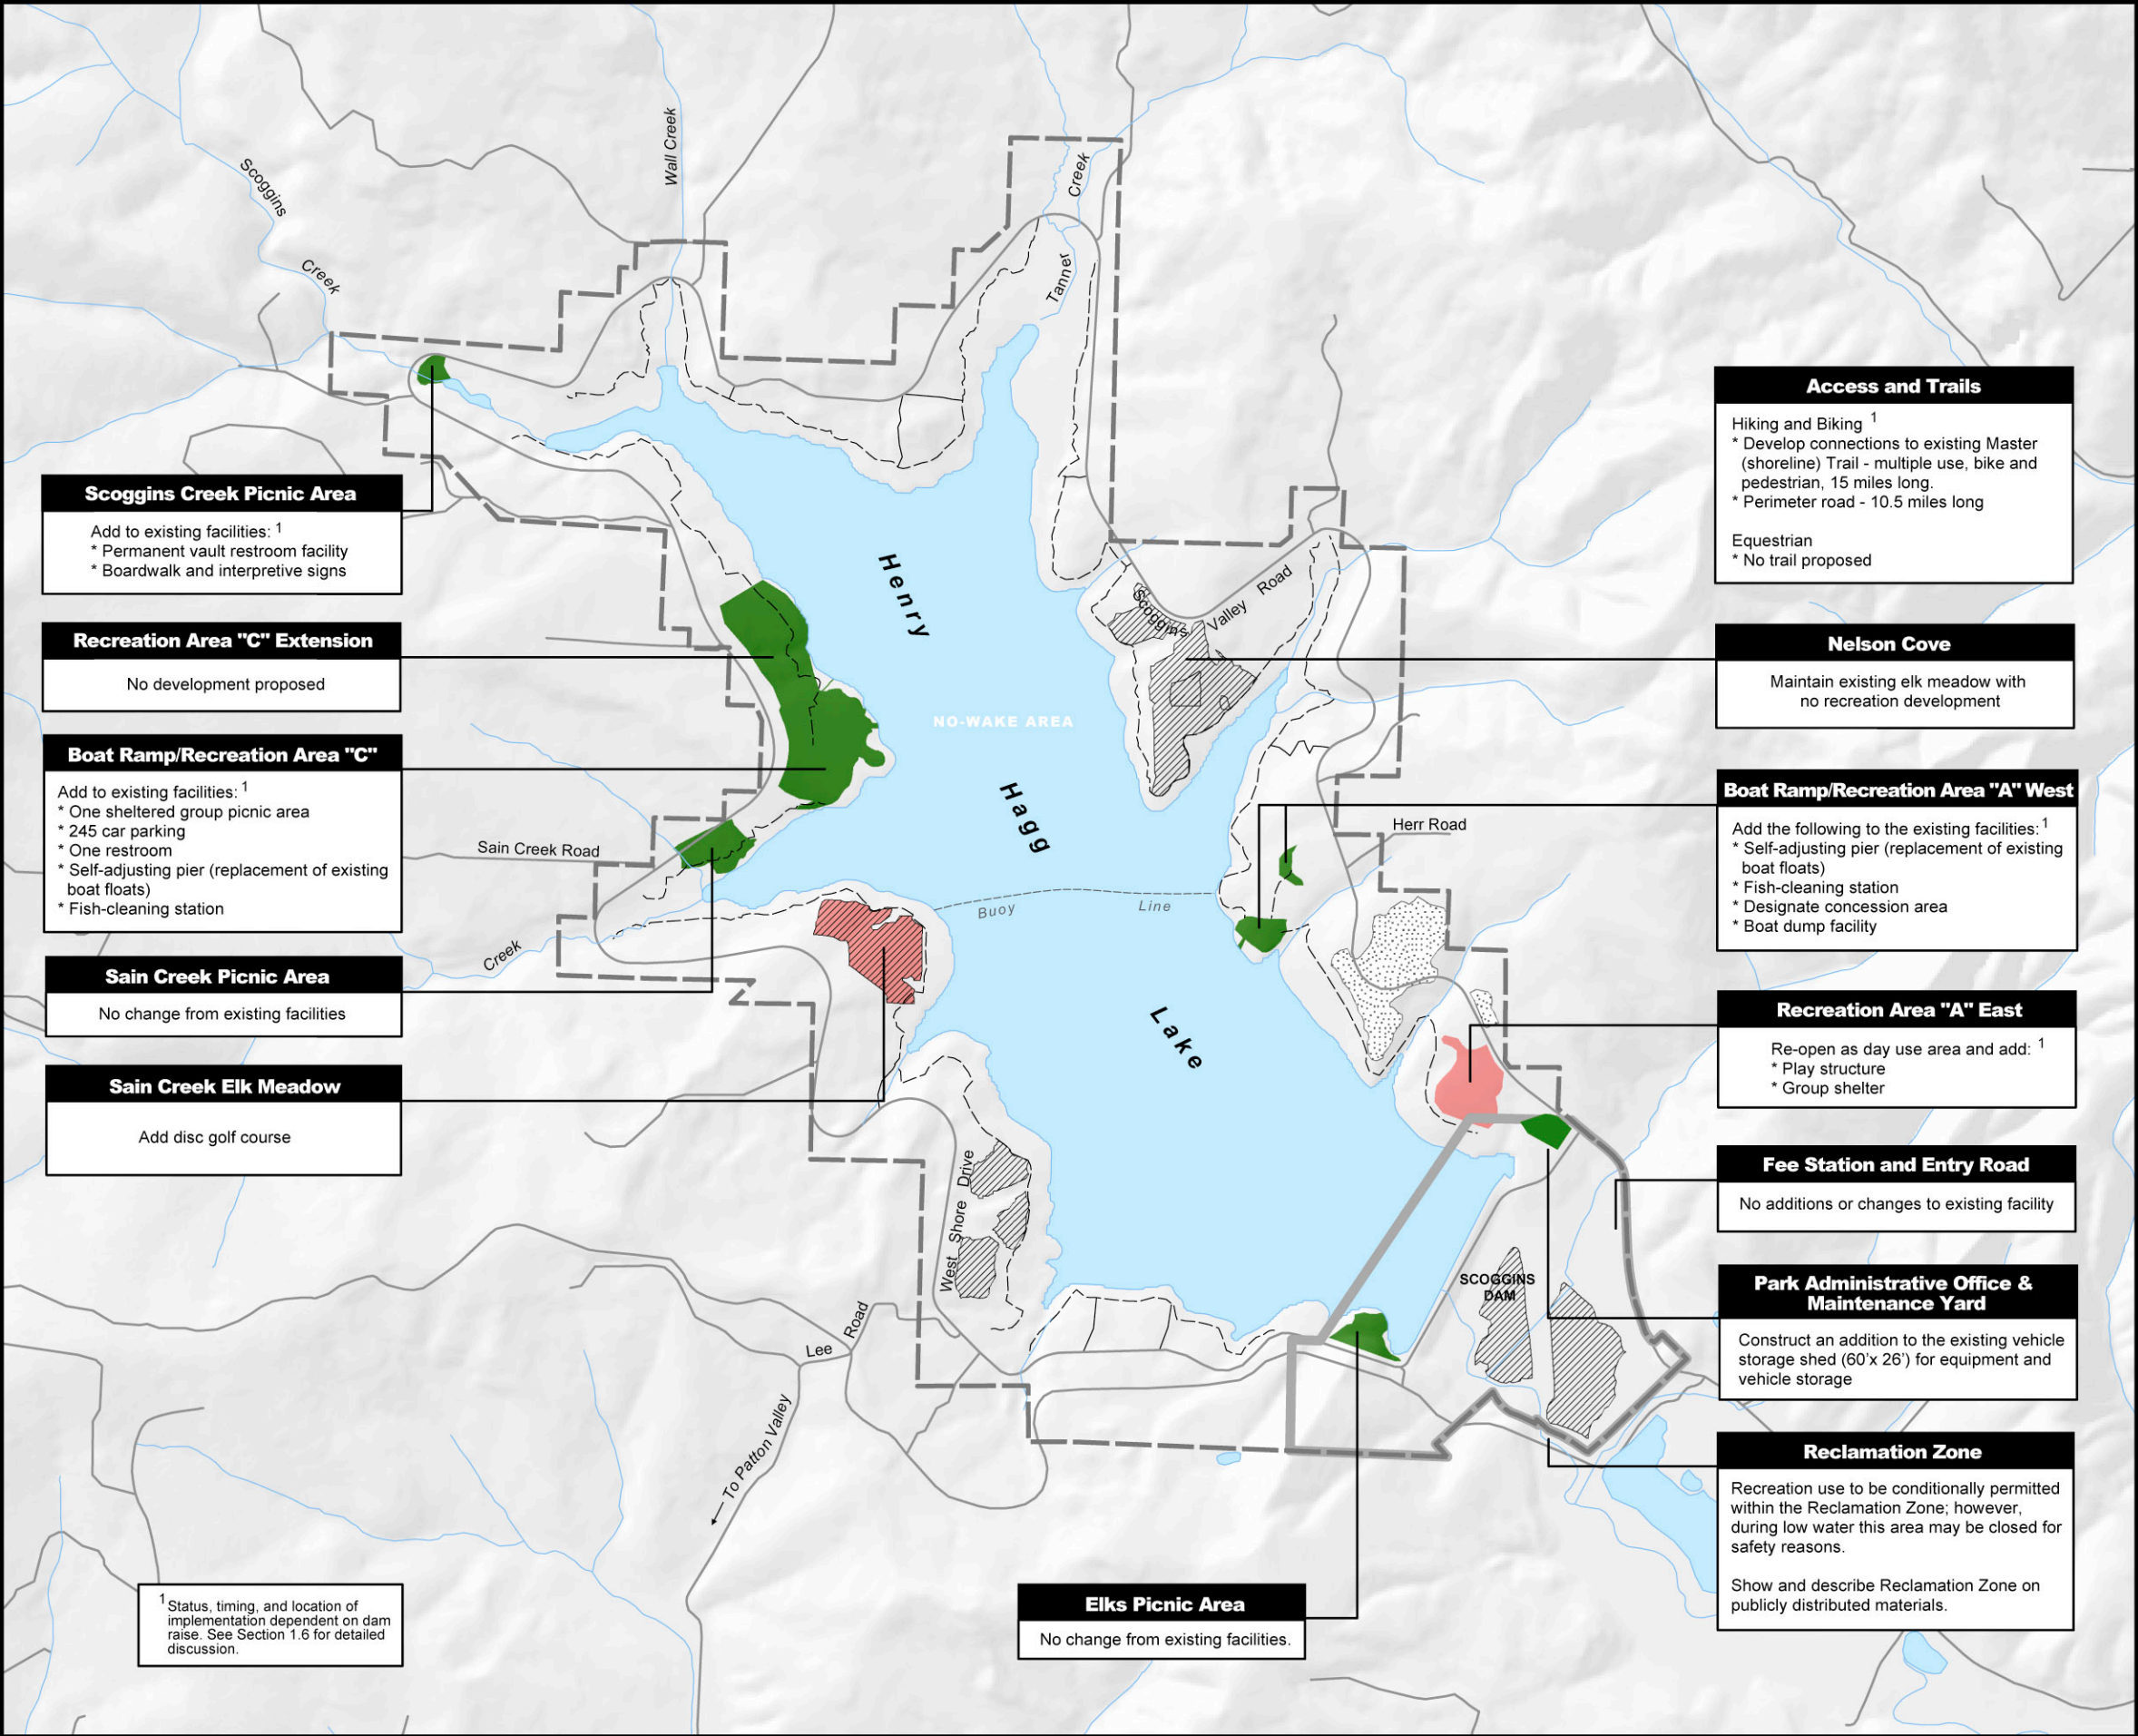 Wall Creek
Creek
Tanner
Scoggins
Creek
Scoggins Creek Picnic Area
Add to existing facilities: 1
* Permanent vault restroom facility
* Boardwalk and interpretive signs
Recreation Area "C" Extension
No development proposed
Boat Ramp/Recreation Area "C"
Add to existing facilities: 1
* One sheltered group picnic area
* 245 car parking
* One restroom
* Self-adjusting pier (replacement of existing
boat floats)
* Fish-cleaning station
Sain Creek Picnic Area
No change from existing facilities
Sain Creek Elk Meadow
Add disc golf course
Sain Creek Road
Creek
Henry
Hagg
Lake
NO-WAKE AREA
Buoy Line
Scoggins Valley Road
Herr Road
West Shore Drive
Lee Road
To Patton Valley
SCOGGINS
DAM
Access and Trails
Hiking and Biking 1
* Develop connections to existing Master
(shoreline) Trail - multiple use, bike and
pedestrian, 15 miles long.
* Perimeter road - 10.5 miles long
Equestrian
* No trail proposed
Nelson Cove
Maintain existing elk meadow with
no recreation development
Boat Ramp/Recreation Area "A" West
Add the following to the existing facilities: 1
* Self-adjusting pier (replacement of existing
boat floats)
* Fish-cleaning station
* Designate concession area
* Boat dump facility
Recreation Area "A" East
Re-open as day use area and add: 1
* Play structure
* Group shelter
Fee Station and Entry Road
No additions or changes to existing facility
Park Administrative Office &
Maintenance Yard
Construct an addition to the existing vehicle
storage shed (60'x 26') for equipment and
vehicle storage
Reclamation Zone
Recreation use to be conditionally permitted
within the Reclamation Zone; however,
during low water this area may be closed for
safety reasons.
Show and describe Reclamation Zone on
publicly distributed materials.
Elks Picnic Area
No change from existing facilities.
1 Status, timing, and location of
implementation dependent on dam
raise. See Section 1.6 for detailed
discussion.